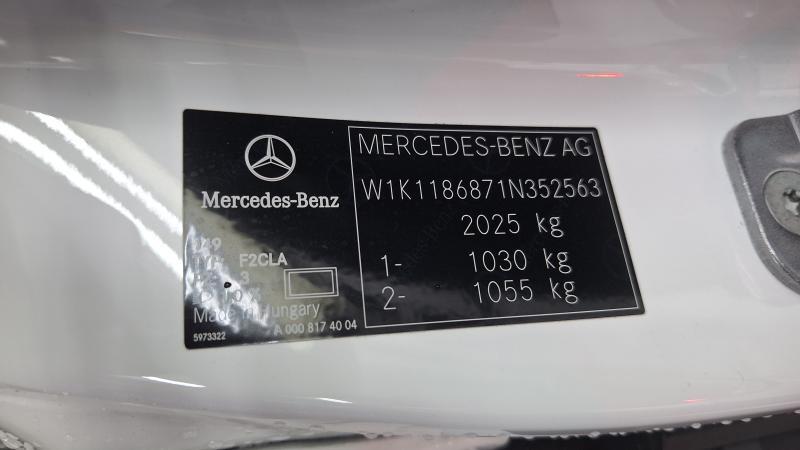 Mercedes-Benz
MERCEDES-BENZ AG
W1K1186871N352563
2025 kg
1- 1030 kg
2- 1055 kg
149
F2CLA
3
Made in Hungary
5973322
A 000 817 40 04